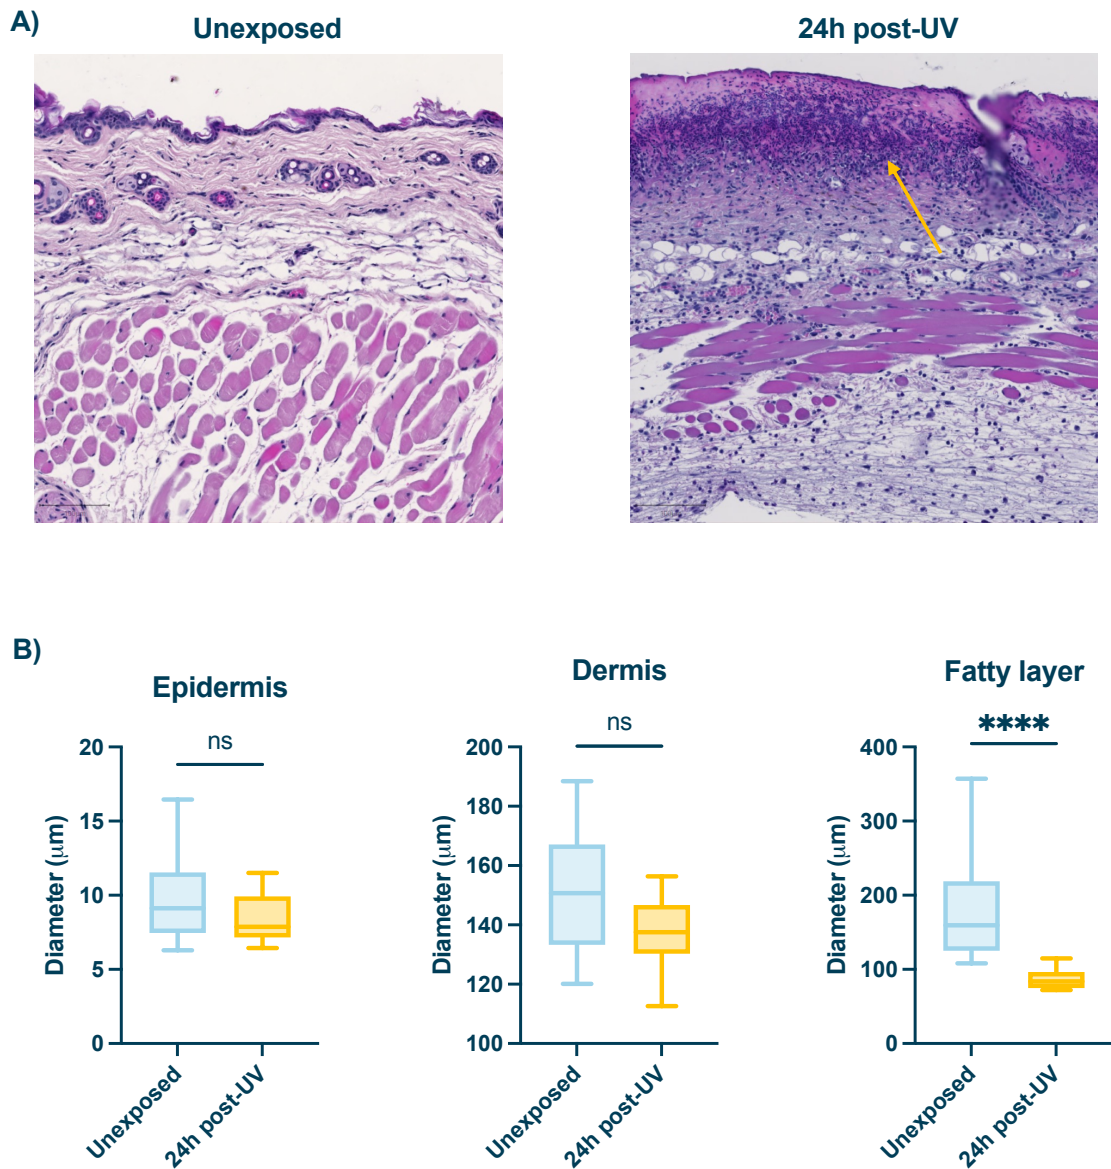 A)
Unexposed
24h post-UV
B)
Epidermis
ns
20
15
10
5
0
Diameter (μm)
Unexposed
24h post-UV
Dermis
ns
200
180
160
140
120
100
Diameter (μm)
Unexposed
24h post-UV
Fatty layer
****
400
300
200
100
0
Diameter (μm)
Unexposed
24h post-UV